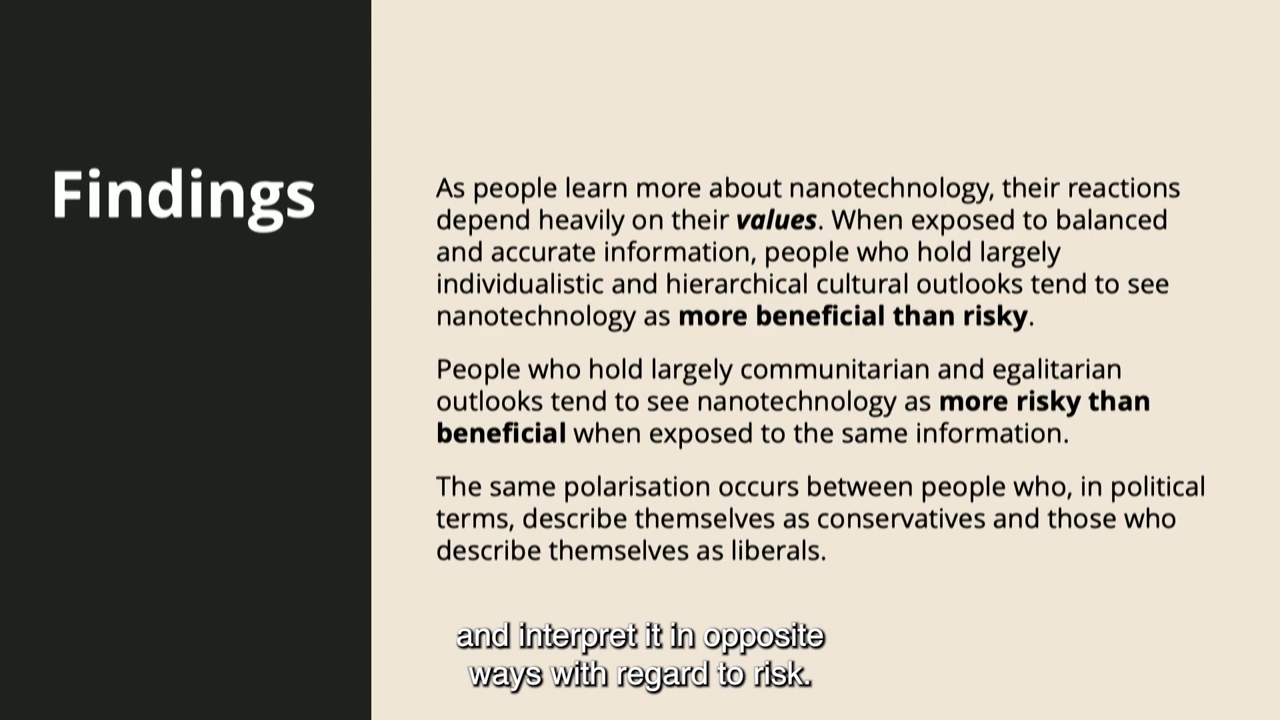 Findings
As people learn more about nanotechnology, their reactions
depend heavily on their values. When exposed to balanced
and accurate information, people who hold largely
individualistic and hierarchical cultural outlooks tend to see
nanotechnology as more beneficial than risky.
People who hold largely communitarian and egalitarian
outlooks tend to see nanotechnology as more risky than
beneficial when exposed to the same information.
The same polarisation occurs between people who, in political
terms, describe themselves as conservatives and those who
describe themselves as liberals.
and interpret it in opposite
ways with regard to risk.